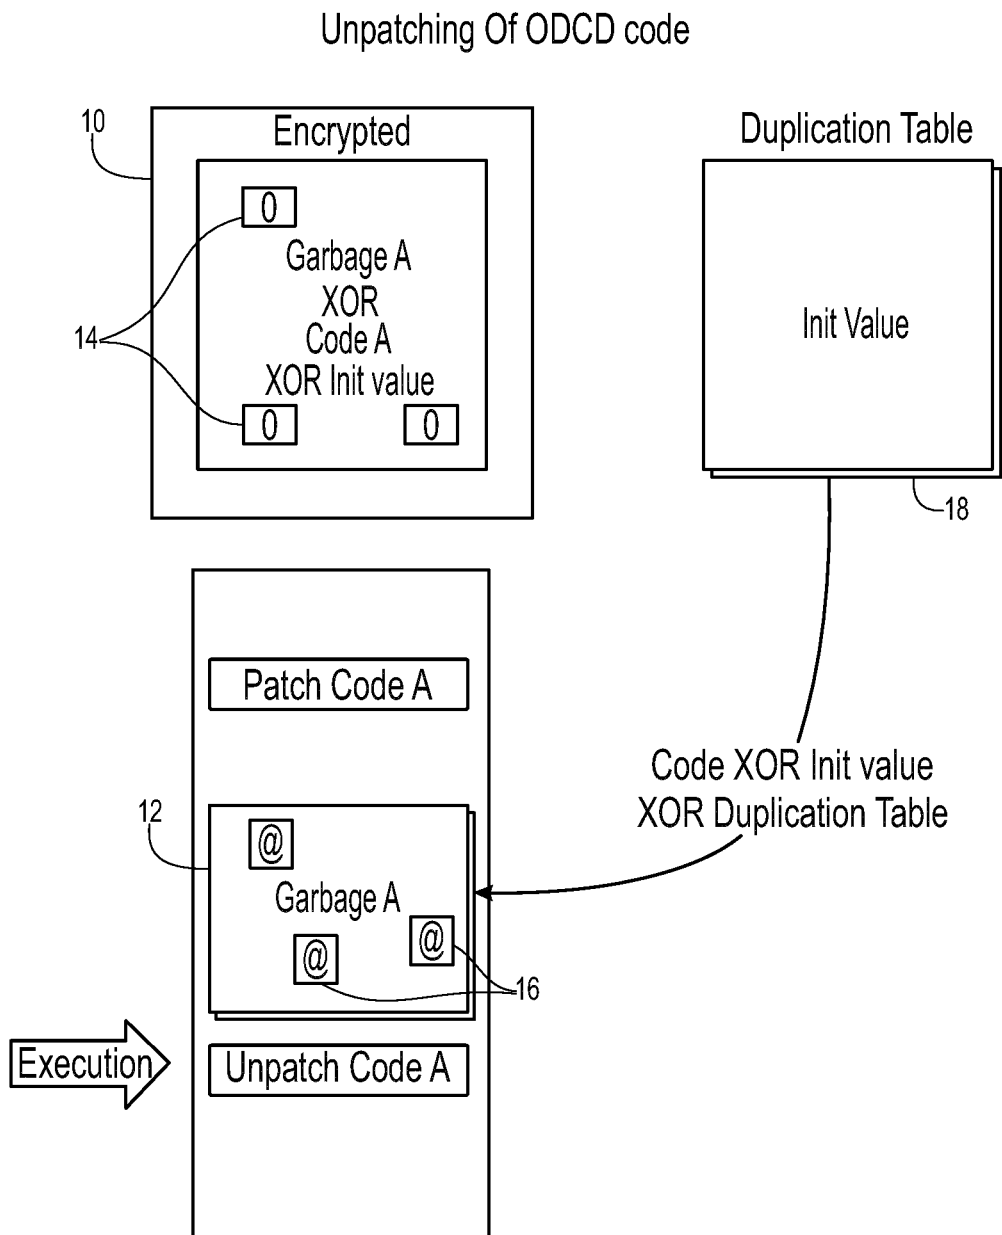 Unpatching Of ODCD code
10
Encrypted
0
Garbage A
XOR
Code A
XOR Init value
0
0
14
Duplication Table
Init Value
18
Patch Code A
Code XOR Init value
XOR Duplication Table
12
@
Garbage A
@
@
16
Execution
Unpatch Code A